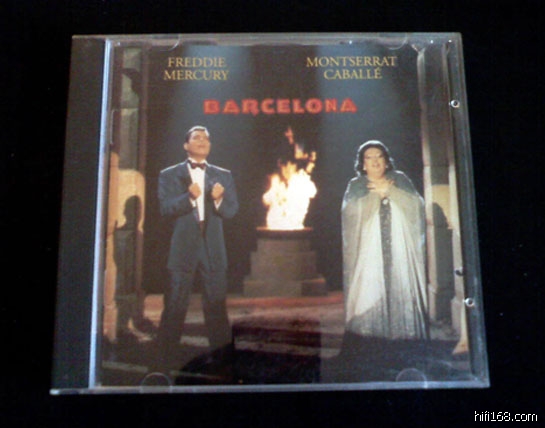 FREDDIE
MERCURY
MONTSERRAT
CABALLÉ
BARCELONA
hifi168.com